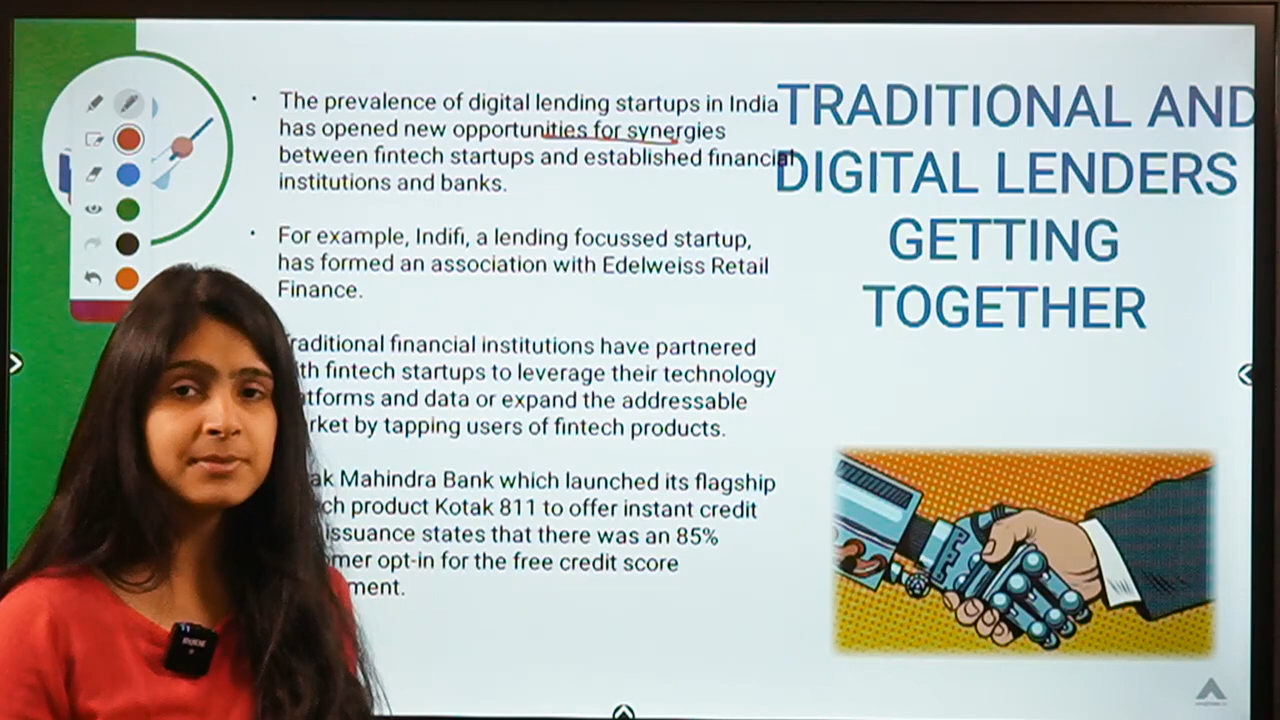 The prevalence of digital lending startups in India
has opened new opportunities for synergies
between fintech startups and established financial
institutions and banks.
For example, Indifi, a lending focussed startup,
has formed an association with Edelweiss Retail
Finance.
raditional financial institutions have partnered
th fintech startups to leverage their technology
tforms and data or expand the addressable
rket by tapping users of fintech products.
ak Mahindra Bank which launched its flagship
ch product Kotak 811 to offer instant credit
issuance states that there was an 85%
mer opt-in for the free credit score
ment.
TRADITIONAL AND
DIGITAL LENDERS
GETTING
TOGETHER
RODE